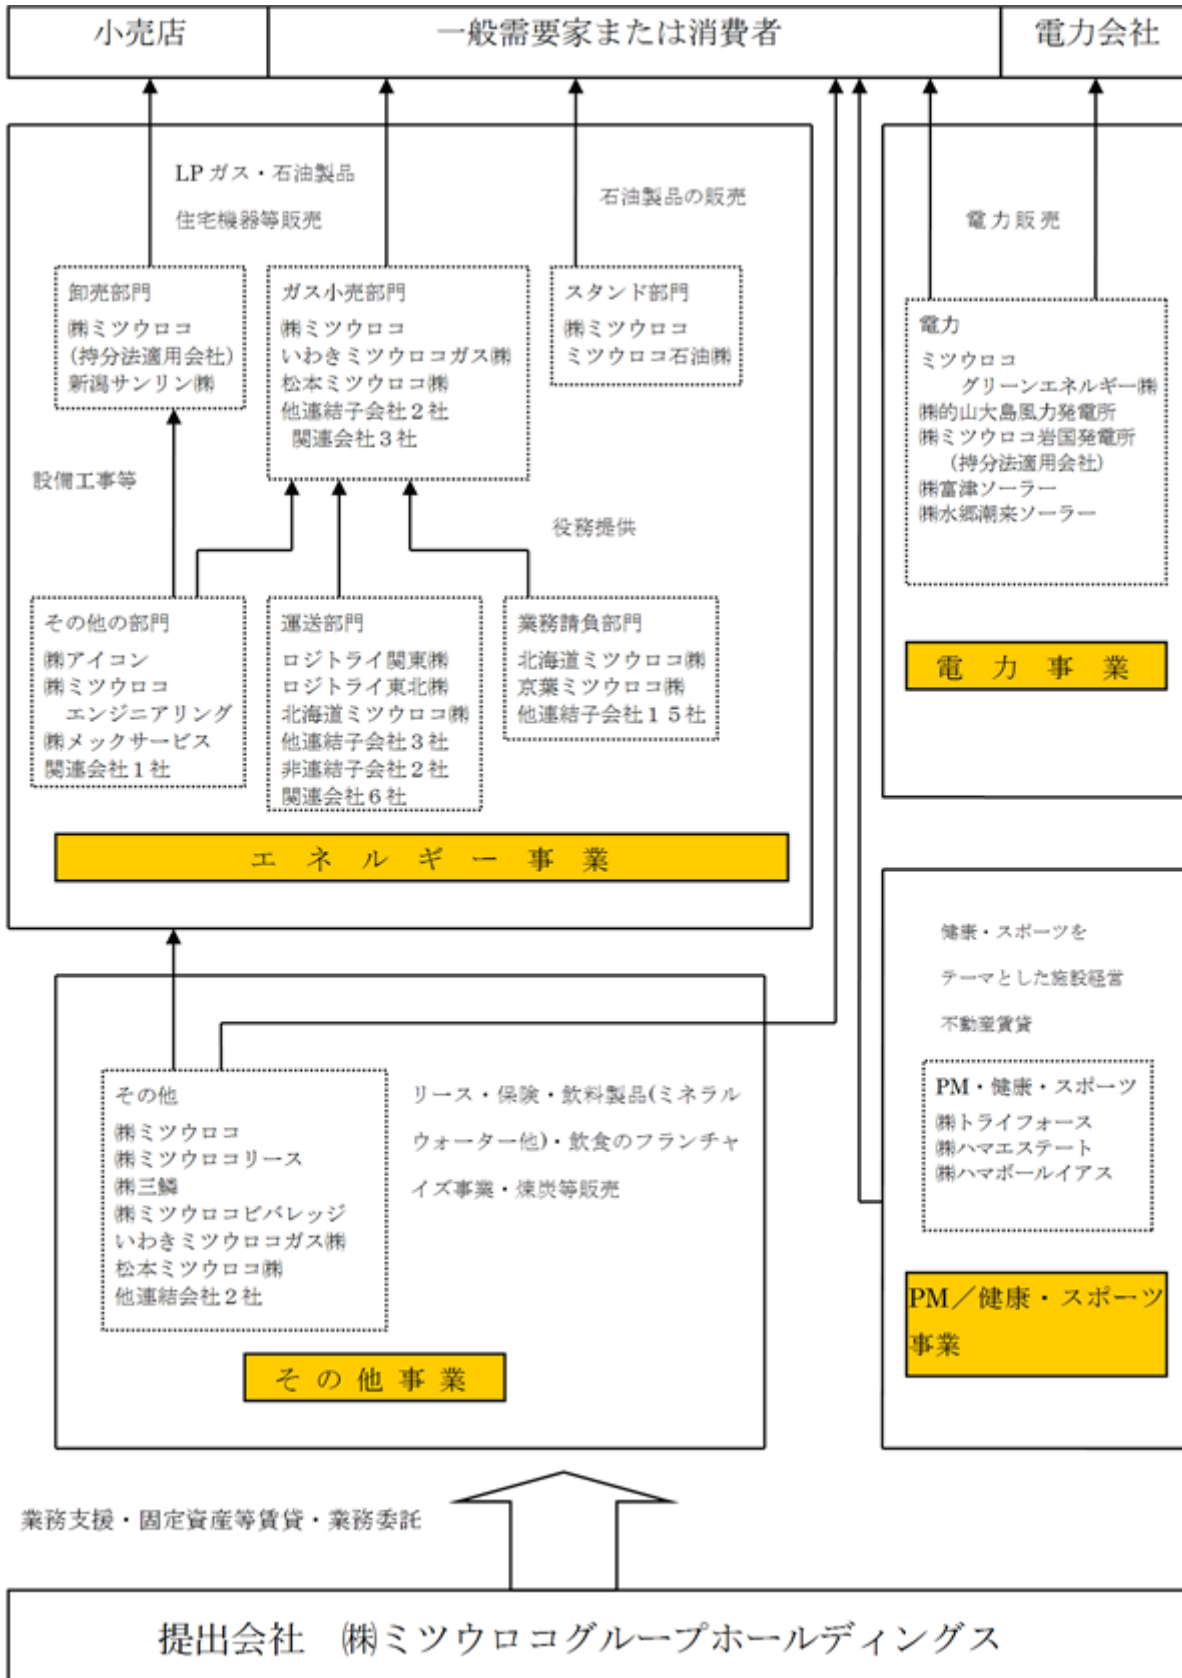 小売店
一般需要家または消費者
電力会社
LPガス・石油製品
住宅機器等販売
石油製品の販売
電力販売
卸売部門
㈱ミツウロコ
(持分法適用会社)
新潟サンリン㈱
ガス小売部門
㈱ミツウロコ
いわきミツウロコガス㈱
松本ミツウロコ㈱
他連結子会社2社
関連会社3社
スタンド部門
㈱ミツウロコ
ミツウロコ石油㈱
電力
ミツウロコ
グリーンエネルギー㈱
㈱的山大島風力発電所
㈱ミツウロコ岩国発電所
(持分法適用会社)
㈱富津ソーラー
㈱水郷潮来ソーラー
設備工事等
役務提供
その他の部門
㈱アイコン
㈱ミツウロコ
エンジニアリング
㈱メックサービス
関連会社1社
運送部門
ロジトライ関東㈱
ロジトライ東北㈱
北海道ミツウロコ㈱
他連結子会社3社
非連結子会社2社
関連会社6社
業務請負部門
北海道ミツウロコ㈱
京葉ミツウロコ㈱
他連結子会社15社
電力事業
エネルギー事業
健康・スポーツを
テーマとした施設経営
不動産賃貸
PM・健康・スポーツ
㈱トライフォース
㈱ハマエステート
㈱ハマボールイアス
PM／健康・スポーツ
事業
その他
㈱ミツウロコ
㈱ミツウロコリース
㈱三鱗
㈱ミツウロコビバレッジ
いわきミツウロコガス㈱
松本ミツウロコ㈱
他連結会社2社
リース・保険・飲料製品(ミネラル
ウォーター他)・飲食のフランチャ
イズ事業・煉炭等販売
その他事業
業務支援・固定資産等賃貸・業務委託
提出会社　㈱ミツウロコグループホールディングス